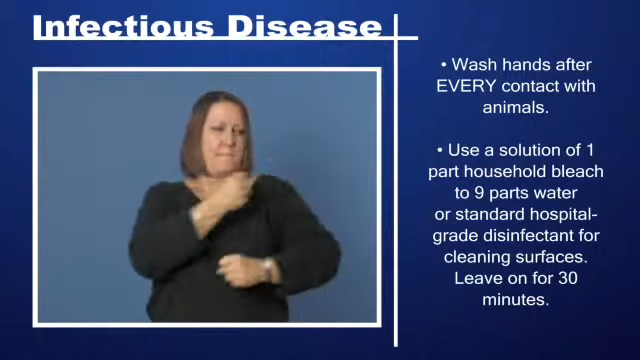 Infectious Disease
• Wash hands after
EVERY contact with
animals.
• Use a solution of 1
part household bleach
to 9 parts water
or standard hospital-
grade disinfectant for
cleaning surfaces.
Leave on for 30
minutes.